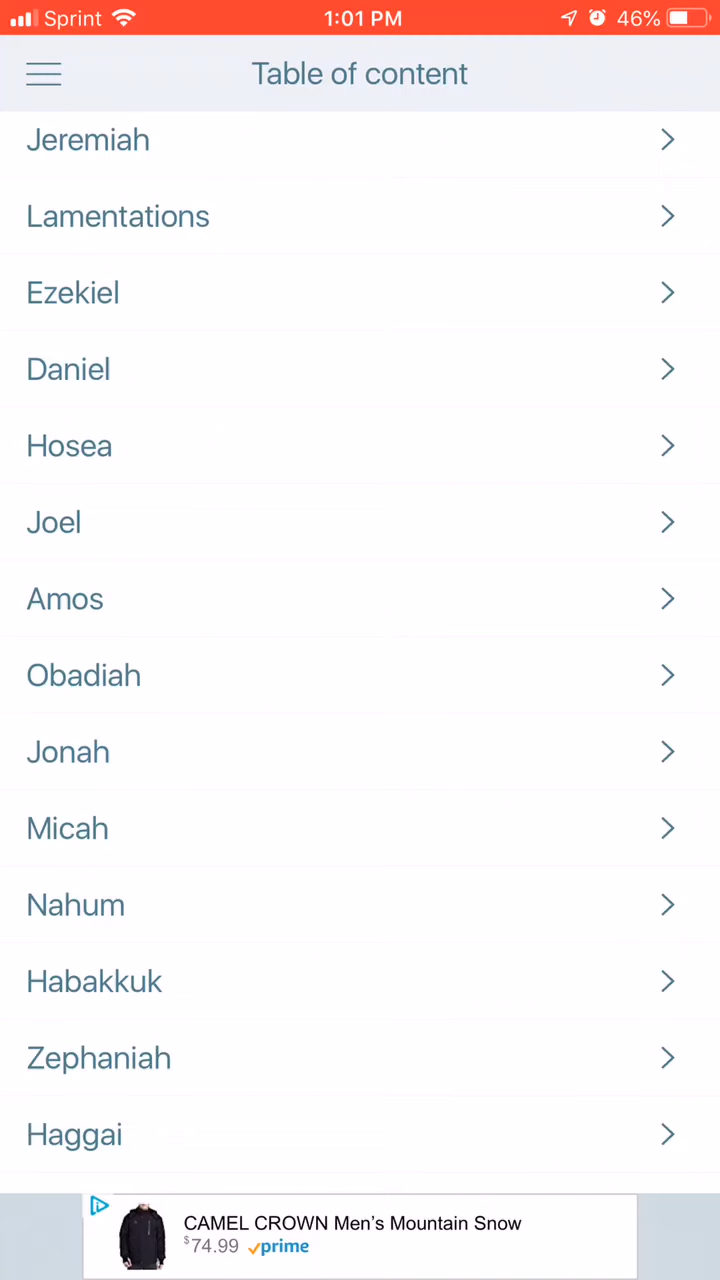 Sprint 1:01 PM 46%
Table of content
Jeremiah
Lamentations
Ezekiel
Daniel
Hosea
Joel
Amos
Obadiah
Jonah
Micah
Nahum
Habakkuk
Zephaniah
Haggai
CAMEL CROWN Men’s Mountain Snow
$74.99 prime